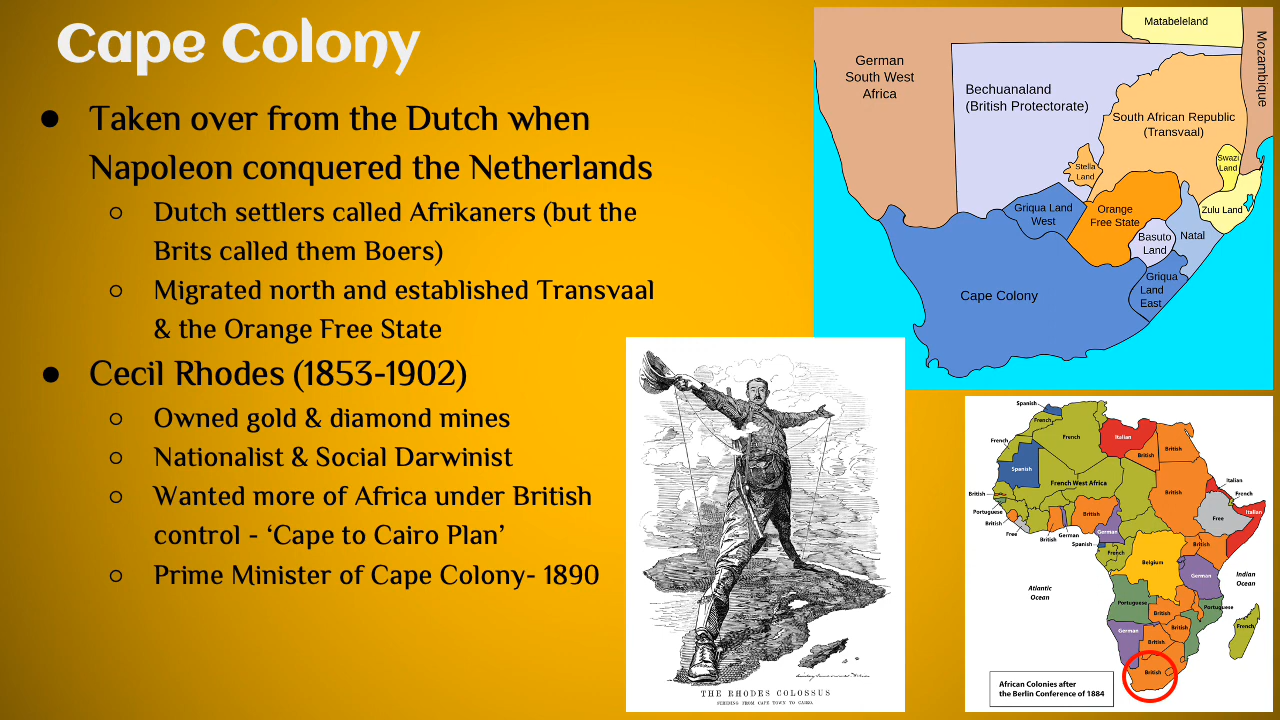 Cape Colony
● Taken over from the Dutch when
Napoleon conquered the Netherlands
○ Dutch settlers called Afrikaners (but the
Brits called them Boers)
○ Migrated north and established Transvaal
& the Orange Free State
● Cecil Rhodes (1853-1902)
○ Owned gold & diamond mines
○ Nationalist & Social Darwinist
○ Wanted more of Africa under British
control - ‘Cape to Cairo Plan’
○ Prime Minister of Cape Colony- 1890
Matabeleland
Mozambique
German
South West
Africa
Bechuanaland
(British Protectorate)
South African Republic
(Transvaal)
Stella
Land
Swazi
Land
Zulu Land
Griqua Land
West
Orange
Free State
Basuto
Land
Natal
Griqua
Land
East
Cape Colony
THE RHODES COLOSSUS
STRIDING FROM CAPE TOWN TO CAIRO.
Spanish
French
French
French
Italian
British
British
Spanish
French West Africa
British
British
Italian
French
Italian
Free
British
Portuguese
British
Free
British
German
Spanish
German
French
British
Belgium
German
Indian
Ocean
Atlantic
Ocean
Portuguese
Portuguese
British
British
French
German
British
British
African Colonies after
the Berlin Conference of 1884